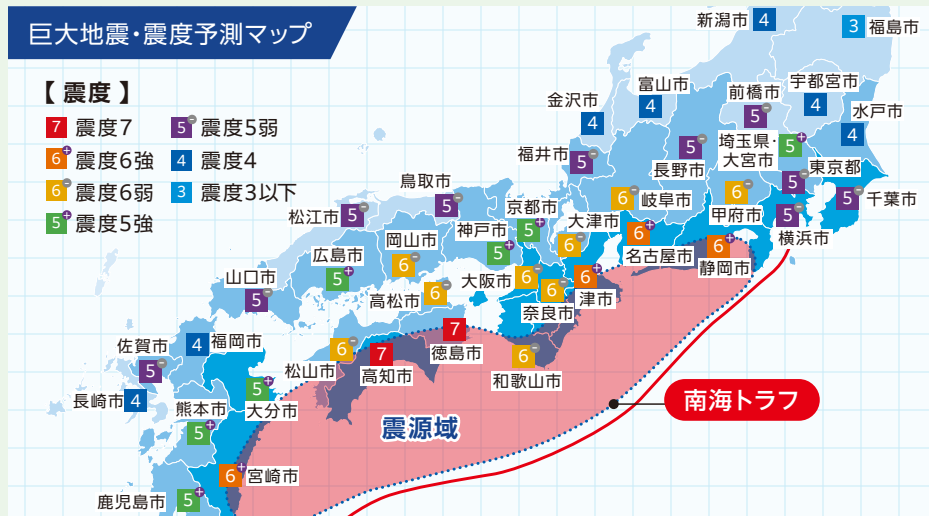 巨大地震・震度予測マップ
【 震度 】
7 震度7
6+ 震度6強
6− 震度6弱
5+ 震度5強
5− 震度5弱
4 震度4
3 震度3以下
新潟市 4
3 福島市
富山市
4
宇都宮市
4
前橋市
5−
水戸市
4
金沢市
4
福井市 5−
5−
長野市
埼玉県・
大宮市
5+
東京都
5−
5− 千葉市
6−
岐阜市
6−
甲府市
5−
横浜市
鳥取市
5−
松江市 5−
京都市
5+
大津市
6−
6+
名古屋市
6+
静岡市
岡山市
6−
神戸市
5+
広島市
5+
大阪市 6−
6−
奈良市
6+
津市
山口市
5−
高松市 6−
7
徳島市
7
高知市
松山市
6−
6−
和歌山市
佐賀市
5−
4 福岡市
長崎市 4
5+
大分市
熊本市
5+
6+ 宮崎市
鹿児島市 5+
震源域
南海トラフ